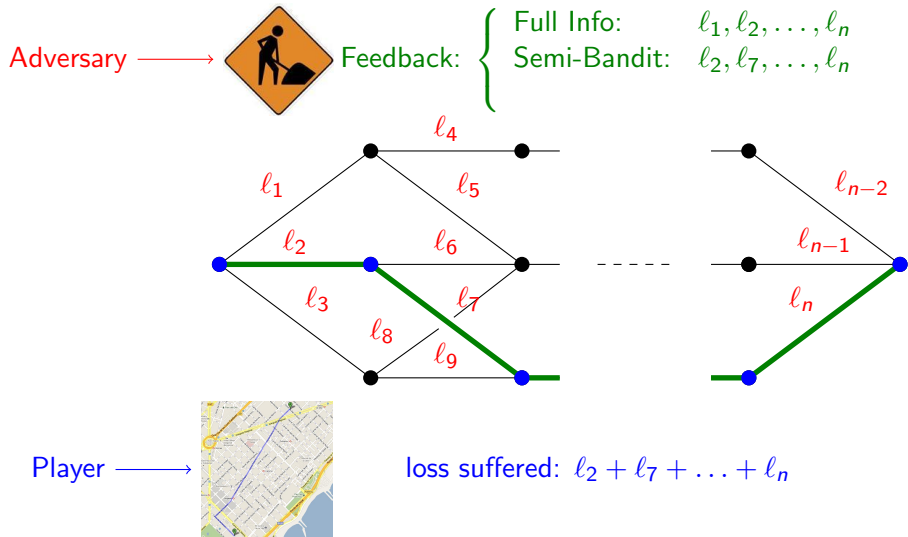 Adversary
Feedback:
Full Info: ℓ₁, ℓ₂, . . . , ℓₙ
Semi-Bandit: ℓ₂, ℓ₇, . . . , ℓₙ
ℓ₄
ℓ₁
ℓ₅
ℓₙ₋₂
ℓ₂
ℓ₆
ℓₙ₋₁
ℓ₃
ℓ₇
ℓₙ
ℓ₈
ℓ₉
Player
loss suffered: ℓ₂ + ℓ₇ + . . . + ℓₙ